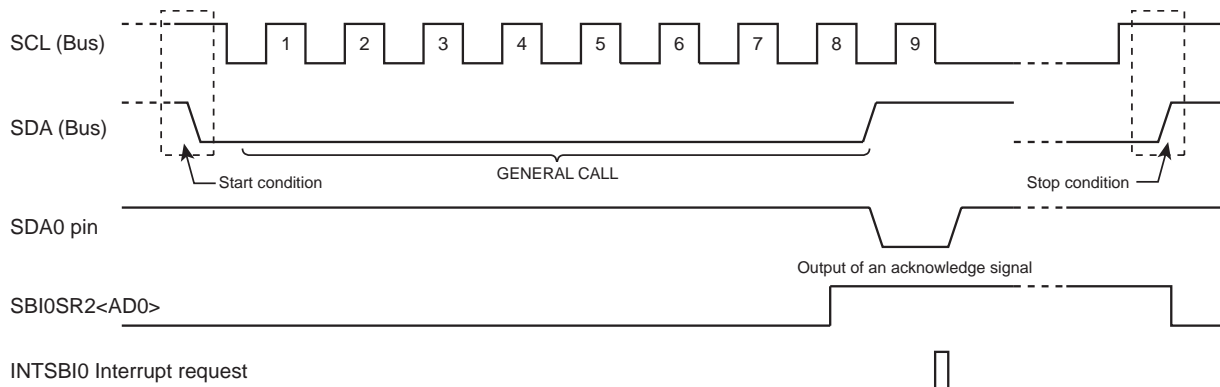 SCL (Bus)
1 2 3 4 5 6 7 8 9
SDA (Bus)
GENERAL CALL
Start condition
Stop condition
SDA0 pin
Output of an acknowledge signal
SBI0SR2<AD0>
INTSBI0 Interrupt request